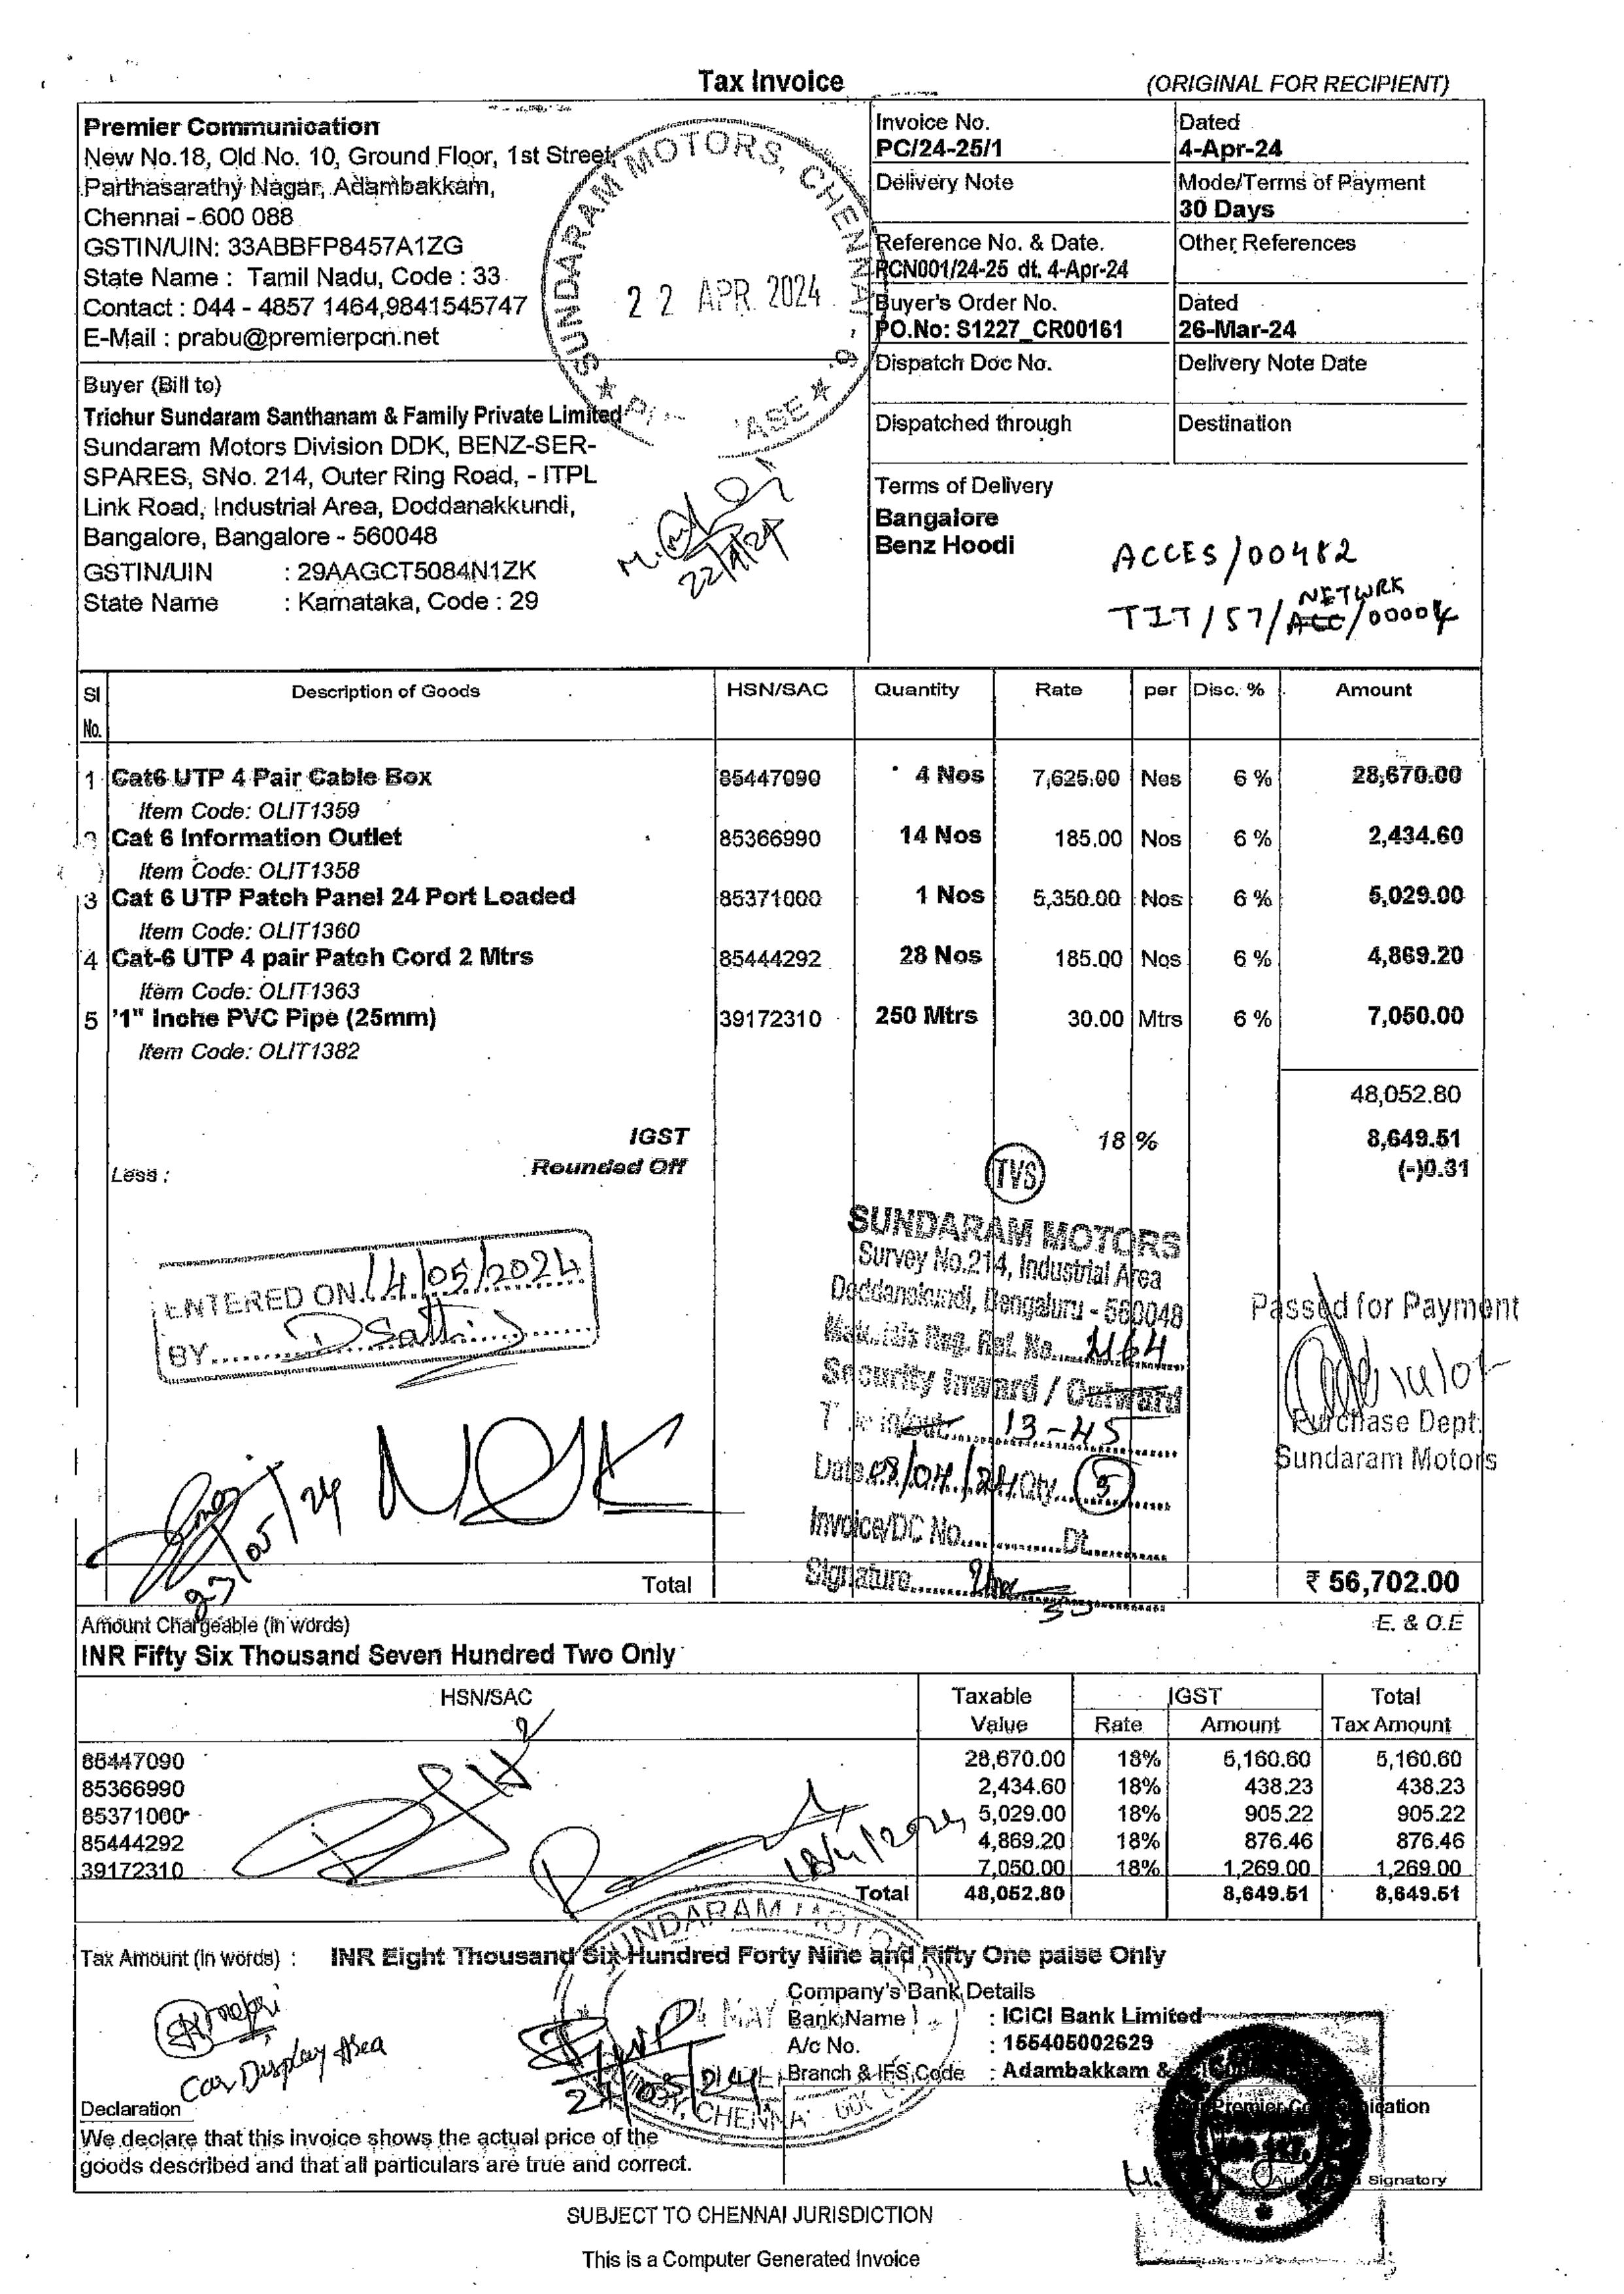 Tax Invoice
(ORIGINAL FOR RECIPIENT)
Premier Communication
New No.18, Old No. 10, Ground Floor, 1st Street
Parthasarathy Nagar, Adambakkam,
Chennai - 600 088
GSTIN/UIN: 33ABBFP8457A1ZG
State Name : Tamil Nadu, Code : 33
Contact : 044 - 4857 1464,9841545747
E-Mail : prabu@premierpcn.net
Invoice No.
PC/24-25/1
Dated
4-Apr-24
Delivery Note
Mode/Terms of Payment
30 Days
Reference No. & Date.
PCN001/24-25 dt. 4-Apr-24
Other References
Buyer's Order No.
PO.No: S1227_CR00161
Dated
26-Mar-24
Dispatch Doc No.
Delivery Note Date
Dispatched through
Destination
Terms of Delivery
Bangalore
Benz Hoodi
ACCES/00482
NETWRK
TIT/57/ACC/00004
SUNDARAM MOTORS, CHENNAI - 6.
22 APR 2024
22/4/24
Buyer (Bill to)
Trichur Sundaram Santhanam & Family Private Limited
Sundaram Motors Division DDK, BENZ-SER-
SPARES, SNo. 214, Outer Ring Road, - ITPL
Link Road, Industrial Area, Doddanakkundi,
Bangalore, Bangalore - 560048
GSTIN/UIN : 29AAGCT5084N1ZK
State Name : Karnataka, Code : 29
Sl No. Description of Goods HSN/SAC Quantity Rate per Disc. % Amount
1 Cat6 UTP 4 Pair Cable Box 85447090 4 Nos 7,625.00 Nos 6 % 28,670.00
Item Code: OLIT1359
2 Cat 6 Information Outlet 85366990 14 Nos 185.00 Nos 6 % 2,434.60
Item Code: OLIT1358
3 Cat 6 UTP Patch Panel 24 Port Loaded 85371000 1 Nos 5,350.00 Nos 6 % 5,029.00
Item Code: OLIT1360
4 Cat-6 UTP 4 pair Patch Cord 2 Mtrs 85444292 28 Nos 185.00 Nos 6 % 4,869.20
Item Code: OLIT1363
5 '1" Inche PVC Pipe (25mm) 39172310 250 Mtrs 30.00 Mtrs 6 % 7,050.00
Item Code: OLIT1382
48,052.80
IGST 18 % 8,649.51
Less : Rounded Off (-)0.31
TVS
SUNDARAM MOTORS
Survey No.214, Industrial Area
Doddanakundi, Bengaluru - 560048
Materials Reg. Ref. No. 2164
Security Inward / Outward
Time in/out 13-45
Date 08/04/24 Qty 5
Invoice/DC No. Dt.
Signature
ENTERED ON 14/05/2024
BY D Sathi
Passed for Payment
Purchase Dept.
Sundaram Motors
27/05/24
Total ₹ 56,702.00
Amount Chargeable (in words)
E. & O.E
INR Fifty Six Thousand Seven Hundred Two Only
HSN/SAC Taxable Value IGST Rate Amount Total Tax Amount
85447090 28,670.00 18% 5,160.60 5,160.60
85366990 2,434.60 18% 438.23 438.23
85371000 5,029.00 18% 905.22 905.22
85444292 4,869.20 18% 876.46 876.46
39172310 7,050.00 18% 1,269.00 1,269.00
Total 48,052.80 8,649.51 8,649.51
18/4/2024
Tax Amount (in words) : INR Eight Thousand Six Hundred Forty Nine and Fifty One paise Only
SUNDARAM
MAY
CHENNAI
Car Display Area
Company's Bank Details
Bank Name : ICICI Bank Limited
A/c No. : 155405002629
Branch & IFS Code : Adambakkam &
Declaration
We declare that this invoice shows the actual price of the
goods described and that all particulars are true and correct.
Signatory
SUBJECT TO CHENNAI JURISDICTION
This is a Computer Generated Invoice